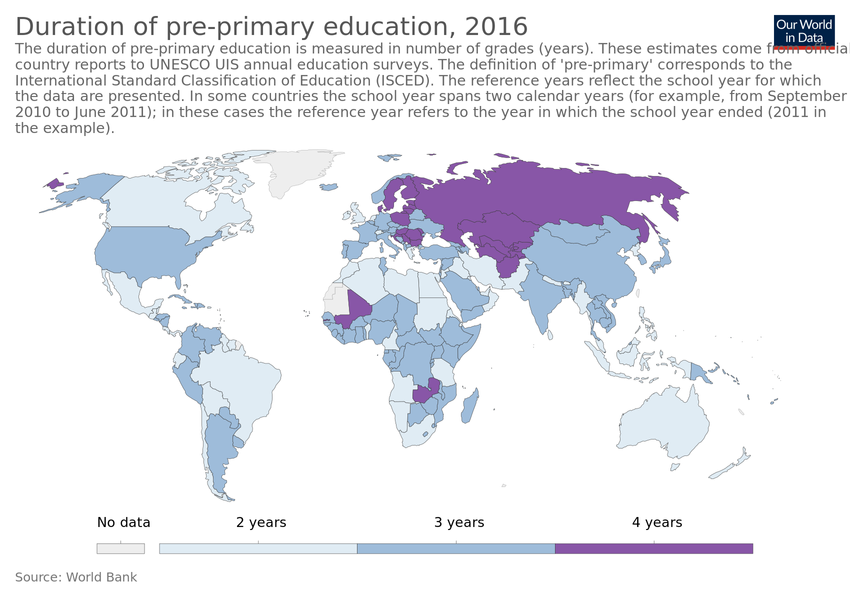 Duration of pre-primary education, 2016
Our World
in Data
The duration of pre-primary education is measured in number of grades (years). These estimates come from official
country reports to UNESCO UIS annual education surveys. The definition of 'pre-primary' corresponds to the
International Standard Classification of Education (ISCED). The reference years reflect the school year for which
the data are presented. In some countries the school year spans two calendar years (for example, from September
2010 to June 2011); in these cases the reference year refers to the year in which the school year ended (2011 in
the example).
No data
2 years
3 years
4 years
Source: World Bank